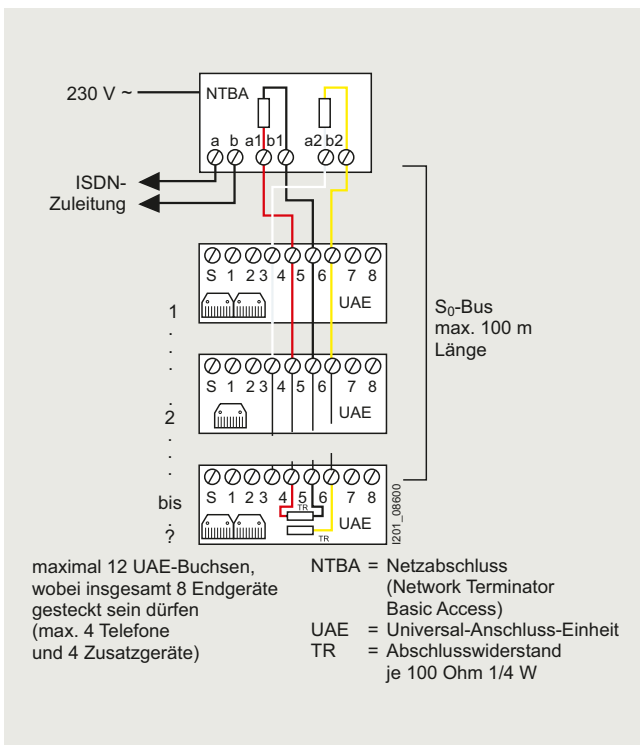 230 V ~
NTBA
a b a1 b1 a2 b2
ISDN-
Zuleitung
S 1 2 3 4 5 6 7 8
1
UAE
S0-Bus
max. 100 m
Länge
.
.
.
S 1 2 3 4 5 6 7 8
2
UAE
.
.
.
S 1 2 3 4 5 6 7 8
bis
TR
UAE
?
TR
I201_08600
maximal 12 UAE-Buchsen,
wobei insgesamt 8 Endgeräte
gesteckt sein dürfen
(max. 4 Telefone
und 4 Zusatzgeräte)
NTBA = Netzabschluss
(Network Terminator
Basic Access)
UAE = Universal-Anschluss-Einheit
TR = Abschlusswiderstand
je 100 Ohm 1/4 W